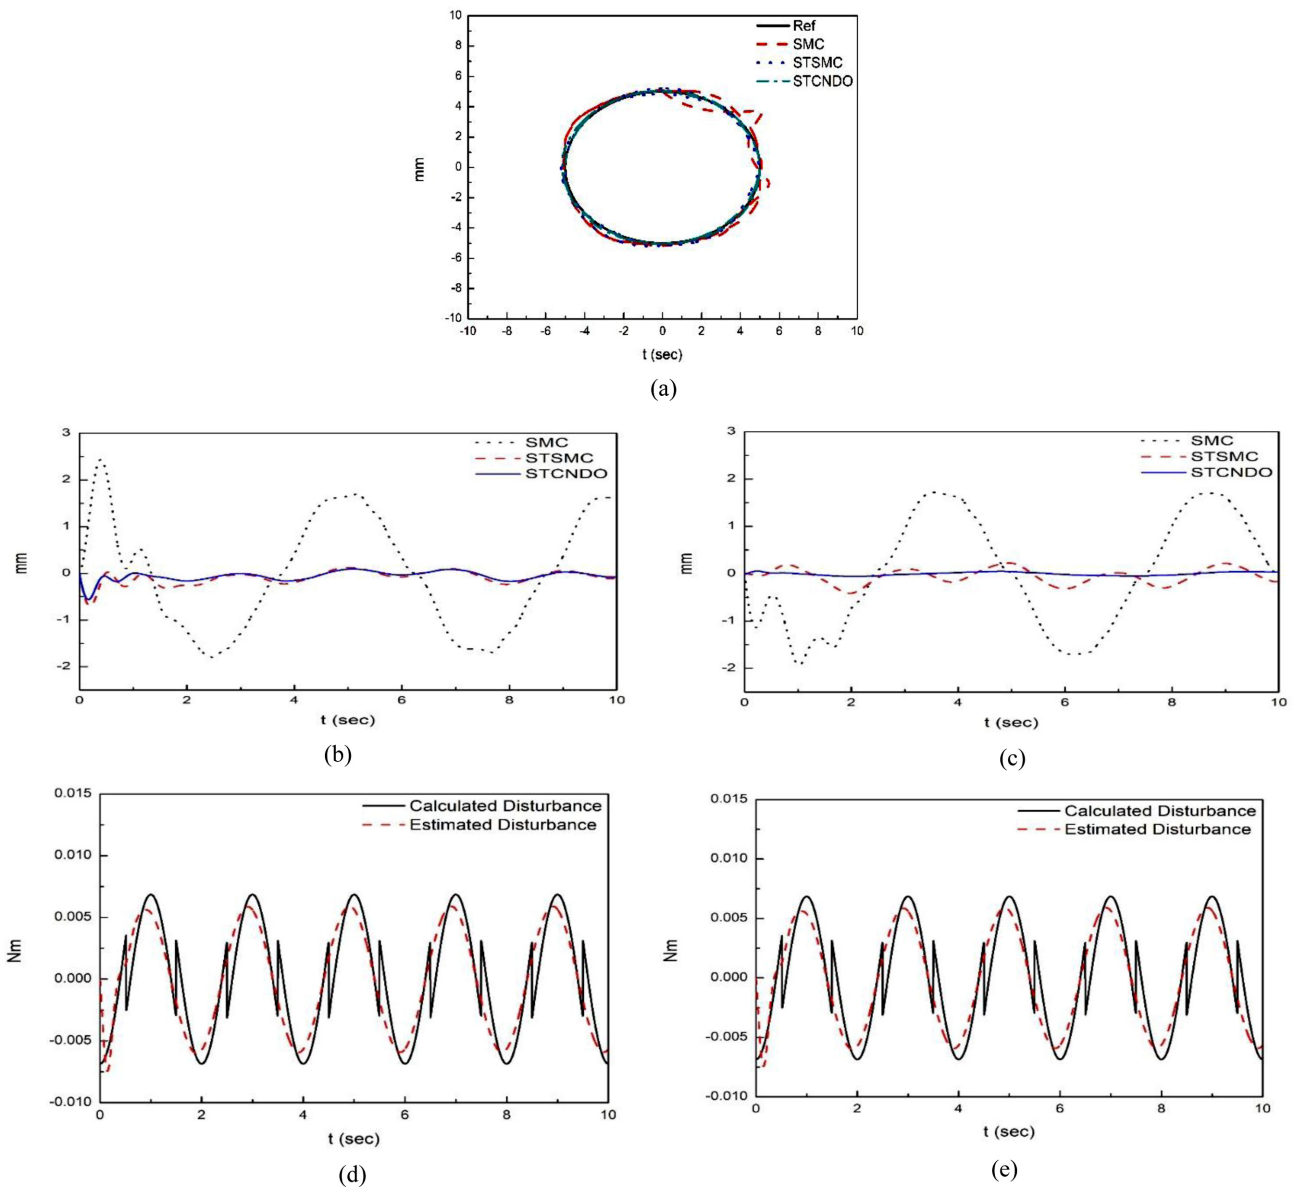 10
8
6
4
2
0
-2
-4
-6
-8
-10
mm
Ref
SMC
STSMC
STCNDO
-10 -8 -6 -4 -2 0 2 4 6 8 10
t (sec)
(a)
3
2
1
0
-1
-2
mm
SMC
STSMC
STCNDO
0 2 4 6 8 10
t (sec)
(b)
3
2
1
0
-1
-2
mm
SMC
STSMC
STCNDO
0 2 4 6 8 10
t (sec)
(c)
0.015
0.010
0.005
0.000
-0.005
-0.010
Nm
Calculated Disturbance
Estimated Disturbance
0 2 4 6 8 10
t (sec)
(d)
0.015
0.010
0.005
0.000
-0.005
-0.010
Nm
Calculated Disturbance
Estimated Disturbance
0 2 4 6 8 10
t (sec)
(e)